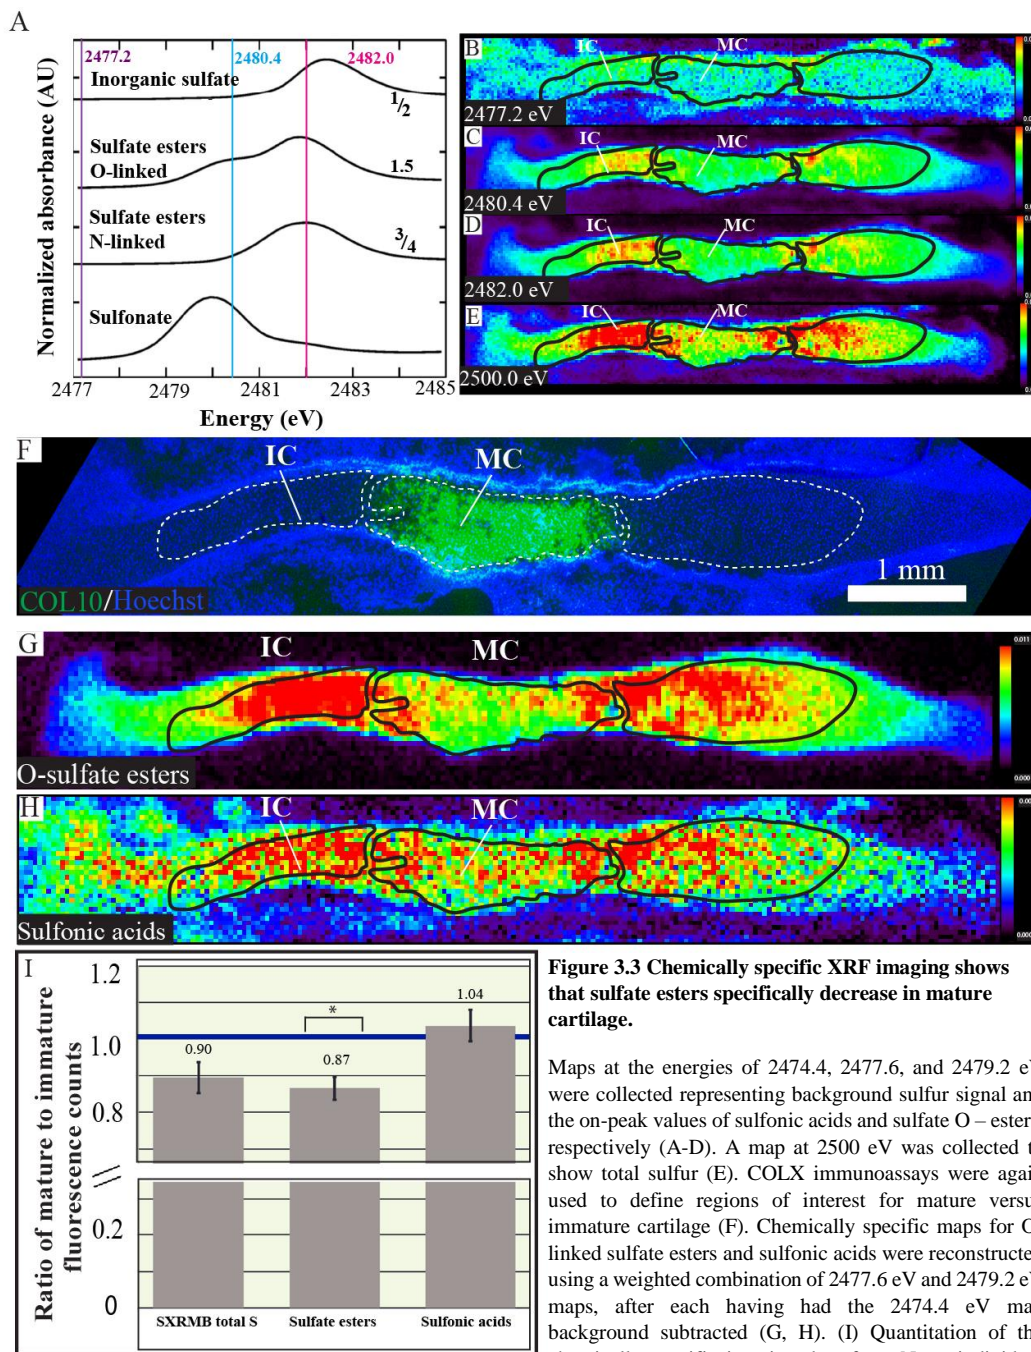 A
2477.2 2480.4 2482.0
Inorganic sulfate
1/2
Sulfate esters
O-linked
1.5
Sulfate esters
N-linked
3/4
Sulfonate
Normalized absorbance (AU)
2477 2479 2481 2483 2485
Energy (eV)
B IC MC
2477.2 eV
C IC MC
2480.4 eV
D IC MC
2482.0 eV
E IC MC
2500.0 eV
F IC MC
COL10/Hoechst
1 mm
G IC MC
0.011
0.000
O-sulfate esters
H IC MC
Sulfonic acids
I
Ratio of mature to immature
fluorescence counts
1.2
1.0
0.8
0.2
0
0.90
*
0.87
1.04
SXRMB total S Sulfate esters Sulfonic acids
Figure 3.3 Chemically specific XRF imaging shows
that sulfate esters specifically decrease in mature
cartilage.
Maps at the energies of 2474.4, 2477.6, and 2479.2 eV
were collected representing background sulfur signal an
the on-peak values of sulfonic acids and sulfate O – ester
respectively (A-D). A map at 2500 eV was collected t
show total sulfur (E). COLX immunoassays were agai
used to define regions of interest for mature versu
immature cartilage (F). Chemically specific maps for O
linked sulfate esters and sulfonic acids were reconstructe
using a weighted combination of 2477.6 eV and 2479.2 eV
maps, after each having had the 2474.4 eV ma
background subtracted (G, H). (I) Quantitation of th